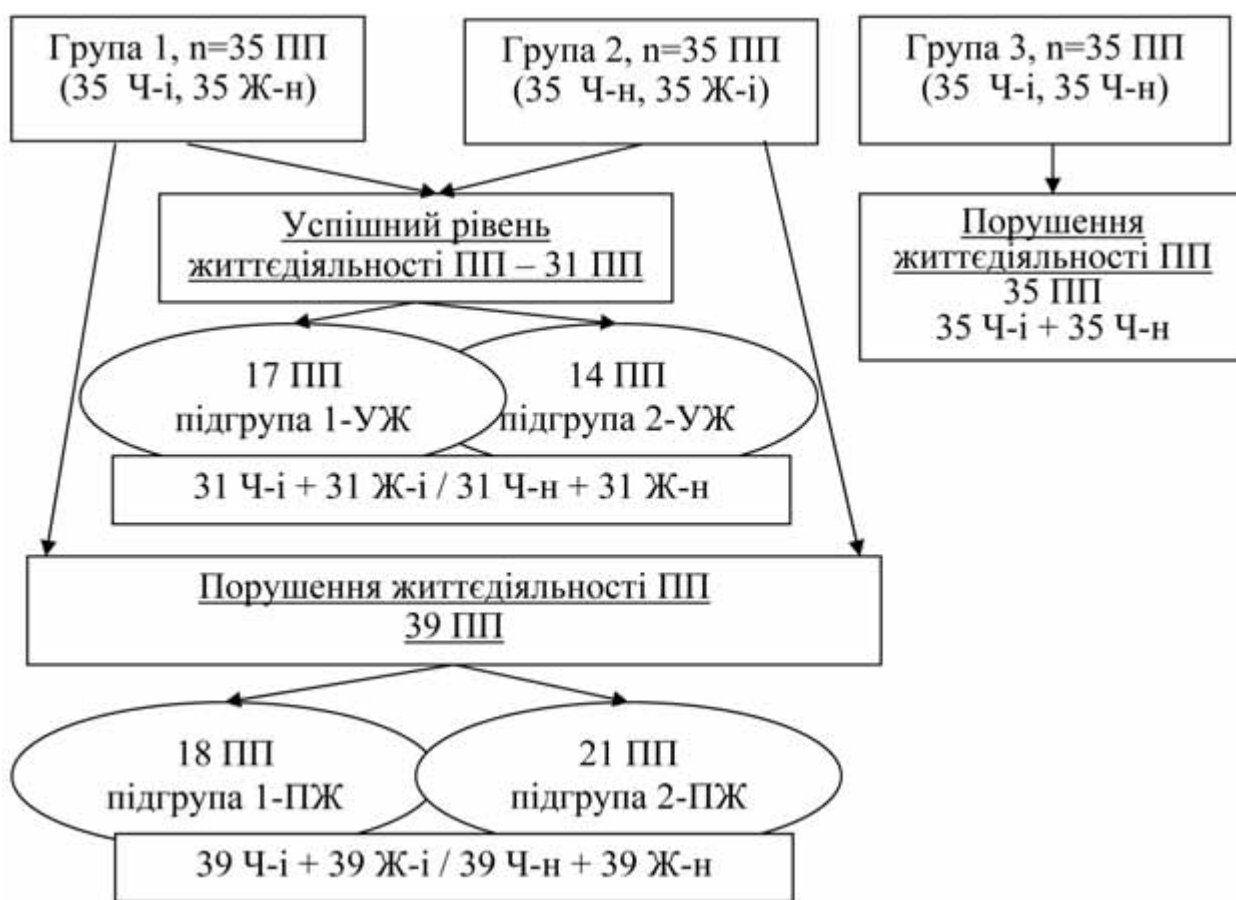 Група 1, n=35 ПП
(35 Ч-і, 35 Ж-н)
Група 2, n=35 ПП
(35 Ч-н, 35 Ж-і)
Група 3, n=35 ПП
(35 Ч-і, 35 Ч-н)
Успішний рівень
життєдіяльності ПП – 31 ПП
Порушення
життєдіяльності ПП
35 ПП
35 Ч-і + 35 Ч-н
17 ПП
підгрупа 1-УЖ
14 ПП
підгрупа 2-УЖ
31 Ч-і + 31 Ж-і / 31 Ч-н + 31 Ж-н
Порушення життєдіяльності ПП
39 ПП
18 ПП
підгрупа 1-ПЖ
21 ПП
підгрупа 2-ПЖ
39 Ч-і + 39 Ж-і / 39 Ч-н + 39 Ж-н